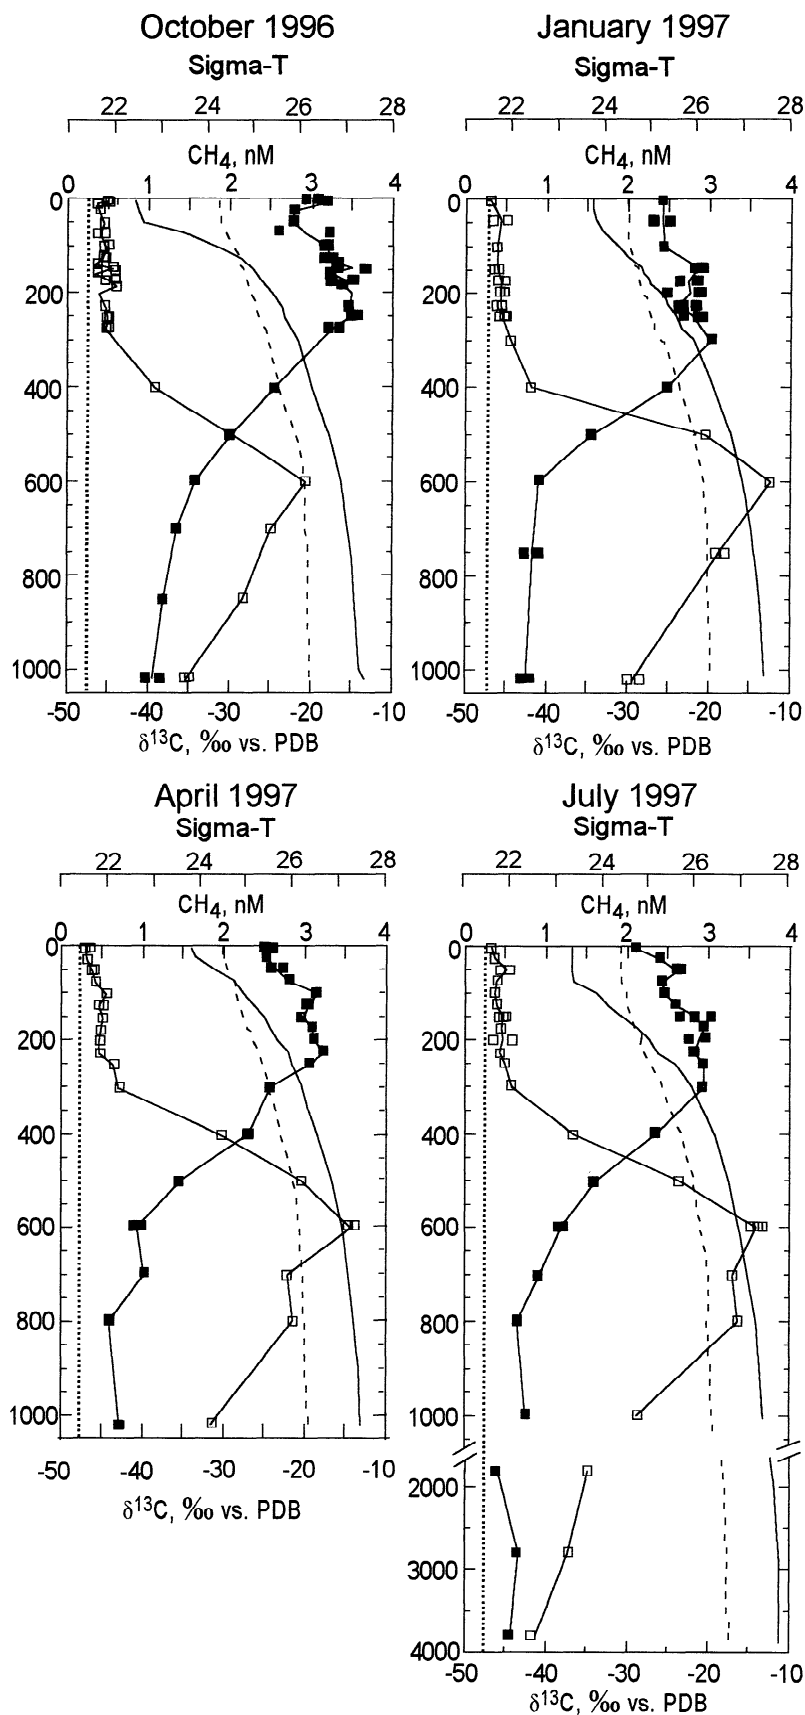 October 1996
January 1997
Sigma-T
Sigma-T
22 24 26 28
22 24 26 28
CH4, nM
CH4, nM
0 1 2 3 4
0 1 2 3 4
0
200
400
600
800
1000
0
200
400
600
800
1000
-50 -40 -30 -20 -10
-50 -40 -30 -20 -10
δ13C, ‰ vs. PDB
δ13C, ‰ vs. PDB
April 1997
July 1997
Sigma-T
Sigma-T
22 24 26 28
22 24 26 28
CH4, nM
CH4, nM
0 1 2 3 4
0 1 2 3 4
0
200
400
600
800
1000
0
200
400
600
800
1000
2000
3000
4000
-50 -40 -30 -20 -10
δ13C, ‰ vs. PDB
-50 -40 -30 -20 -10
δ13C, ‰ vs. PDB